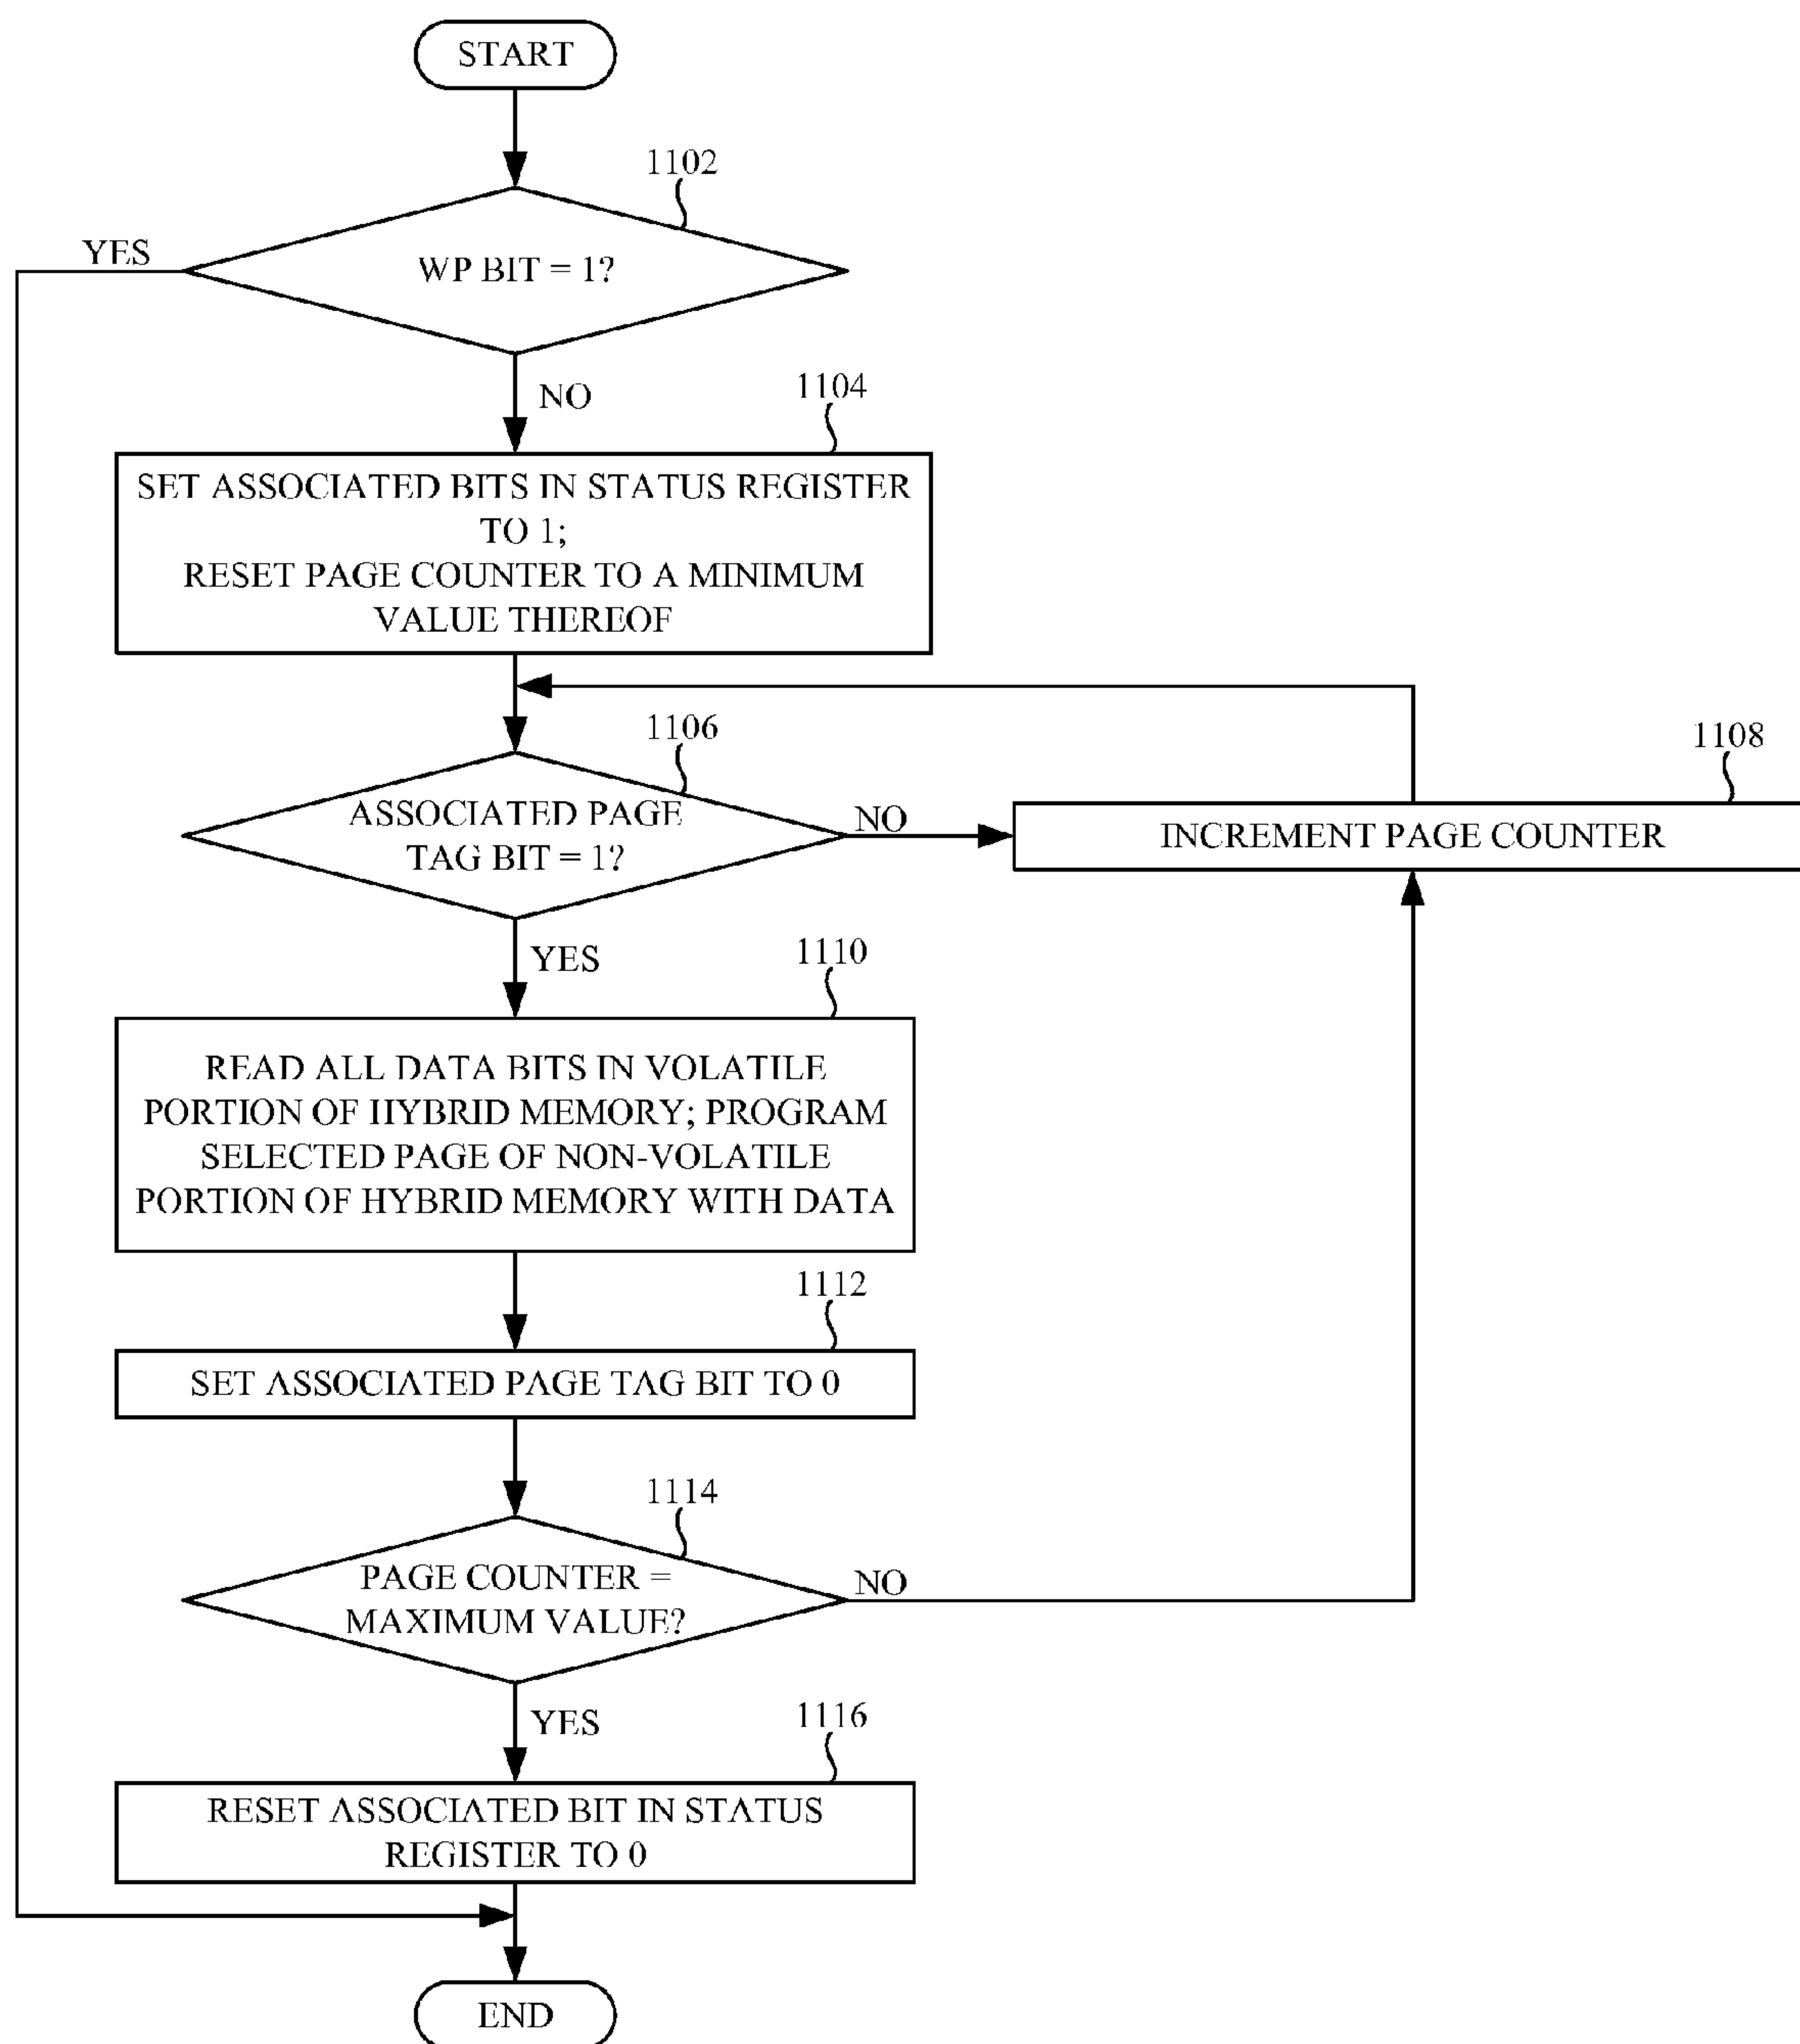 START
1102
YES
WP BIT = 1?
NO
1104
SET ASSOCIATED BITS IN STATUS REGISTER
TO 1;
RESET PAGE COUNTER TO A MINIMUM
VALUE THEREOF
1106
1108
ASSOCIATED PAGE
TAG BIT = 1?
NO
INCREMENT PAGE COUNTER
YES
1110
READ ALL DATA BITS IN VOLATILE
PORTION OF HYBRID MEMORY; PROGRAM
SELECTED PAGE OF NON-VOLATILE
PORTION OF HYBRID MEMORY WITH DATA
1112
SET ASSOCIATED PAGE TAG BIT TO 0
1114
PAGE COUNTER =
MAXIMUM VALUE?
NO
YES
1116
RESET ASSOCIATED BIT IN STATUS
REGISTER TO 0
END